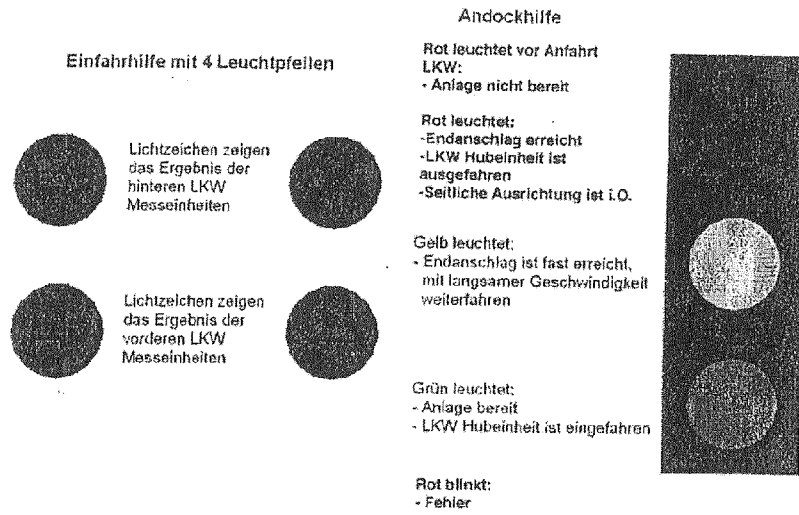 Einfahrhilfe mit 4 Leuchtpfeilen
Lichtzeichen zeigen
das Ergebnis der
hinteren LKW
Messeinheiten
Lichtzeichen zeigen
das Ergebnis der
vorderen LKW
Messeinheiten
Andockhilfe
Rot leuchtet vor Anfahrt
LKW:
- Anlage nicht bereit
Rot leuchtet:
-Endanschlag erreicht
-LKW Hubeinheit ist
ausgefahren
-Seitliche Ausrichtung ist i.O.
Gelb leuchtet:
- Endanschlag ist fast erreicht,
mit langsamer Geschwindigkeit
weiterfahren
Grün leuchtet:
- Anlage bereit
- LKW Hubeinheit ist eingefahren
Rot blinkt:
- Fehler